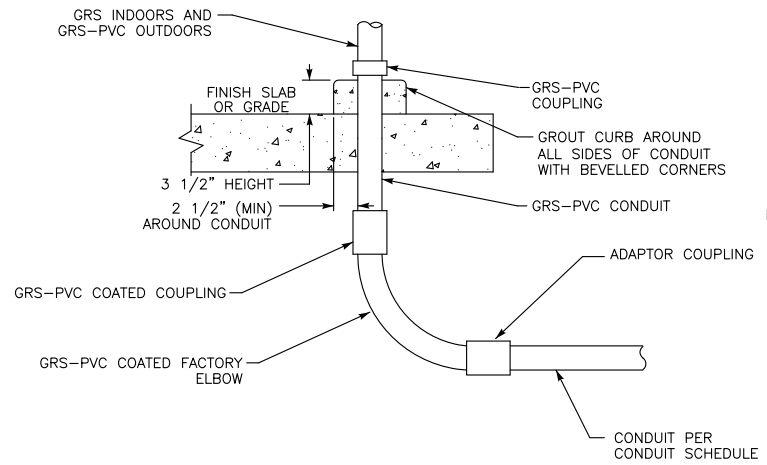 GRS INDOORS AND
GRS-PVC OUTDOORS
FINISH SLAB
OR GRADE
GRS-PVC
COUPLING
GROUT CURB AROUND
ALL SIDES OF CONDUIT
WITH BEVELLED CORNERS
3 1/2" HEIGHT
2 1/2" (MIN)
AROUND CONDUIT
GRS-PVC CONDUIT
ADAPTOR COUPLING
GRS-PVC COATED COUPLING
GRS-PVC COATED FACTORY
ELBOW
CONDUIT PER
CONDUIT SCHEDULE